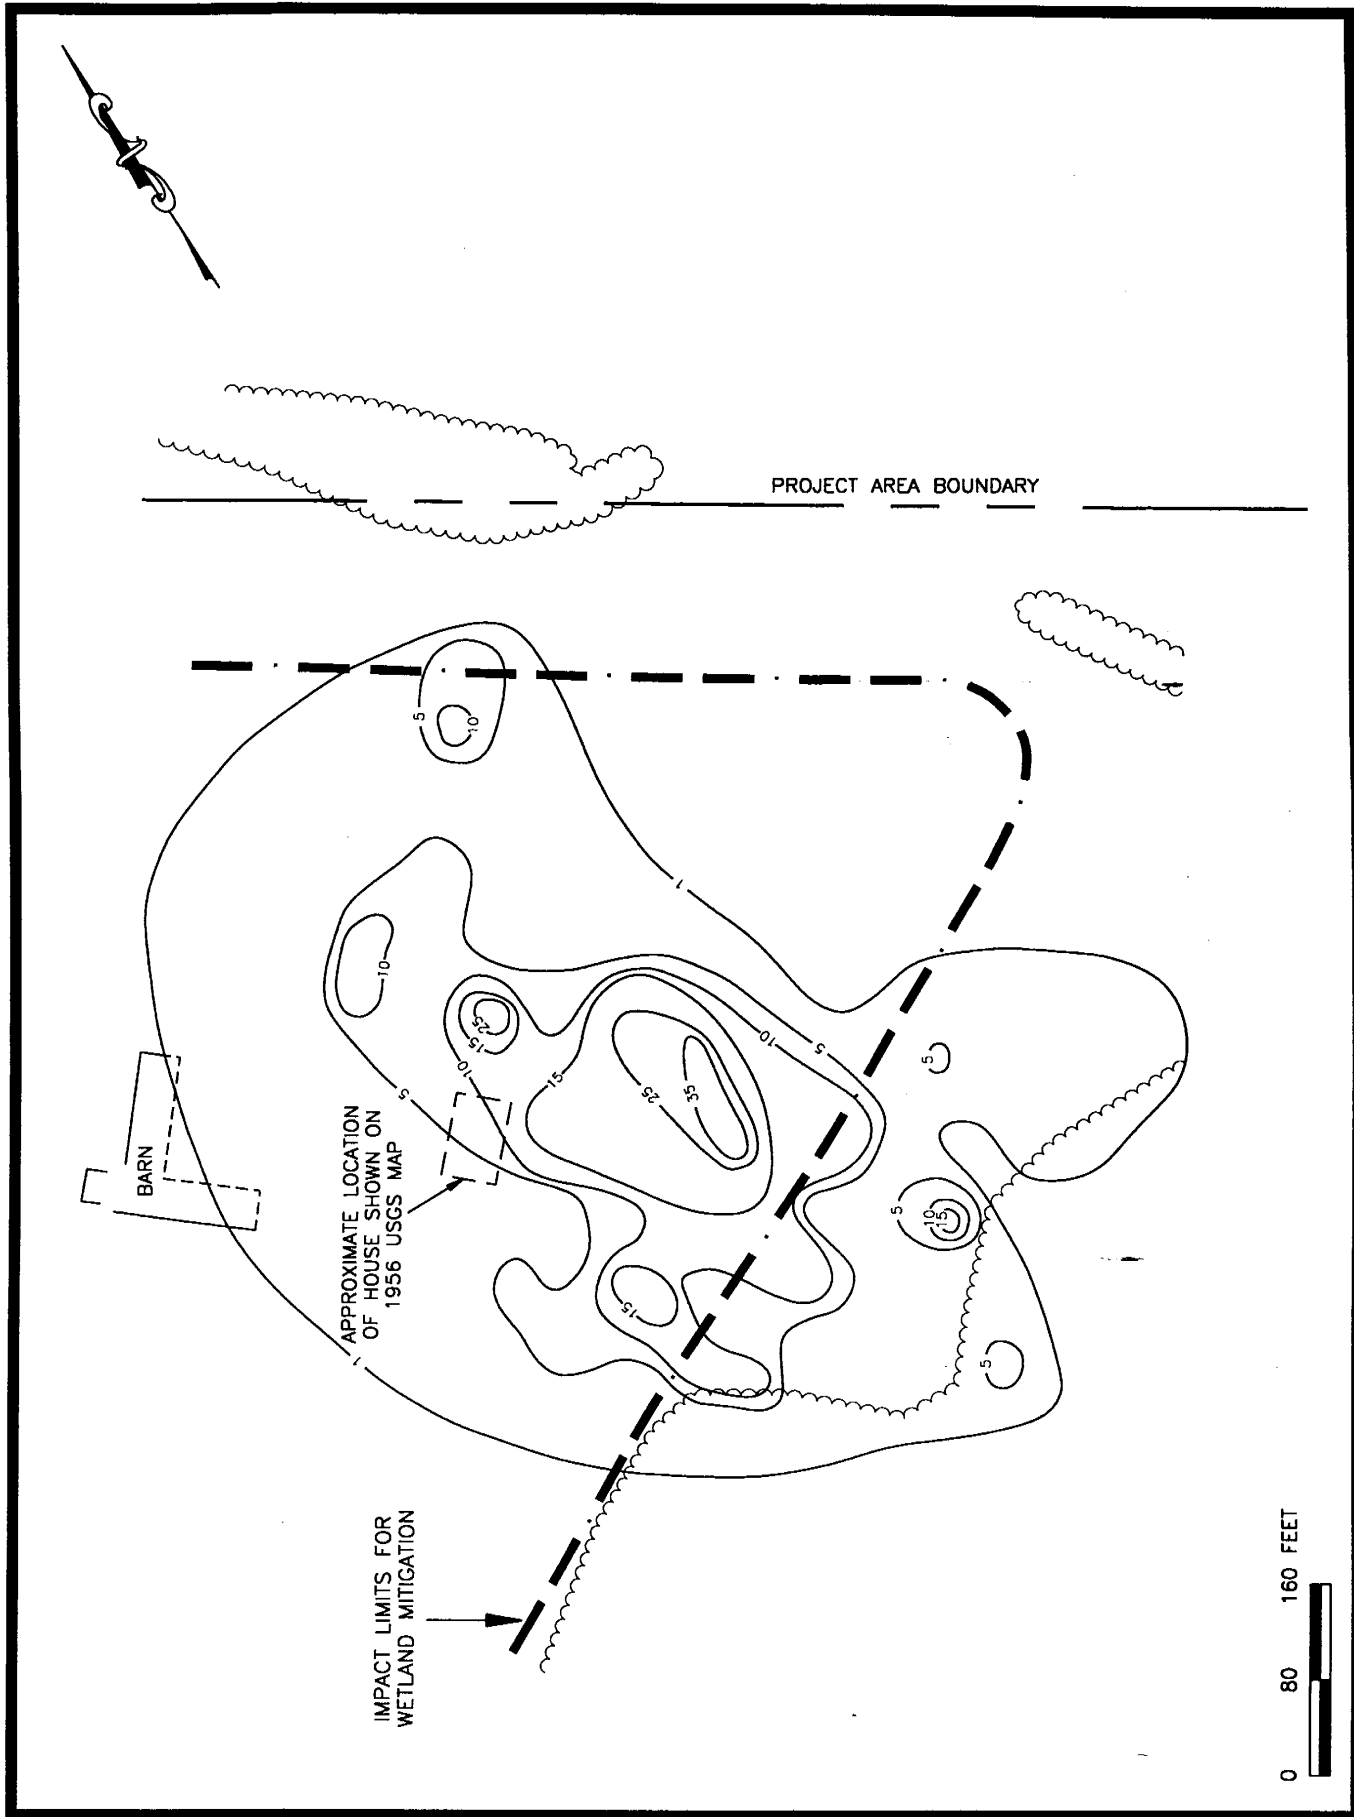 PROJECT AREA BOUNDARY
5
10
1
10
25
15
10
5
15
25
35
10
5
5
BARN
APPROXIMATE LOCATION
OF HOUSE SHOWN ON
1956 USGS MAP
5
10
15
15
5
1
IMPACT LIMITS FOR
WETLAND MITIGATION
0 80 160 FEET